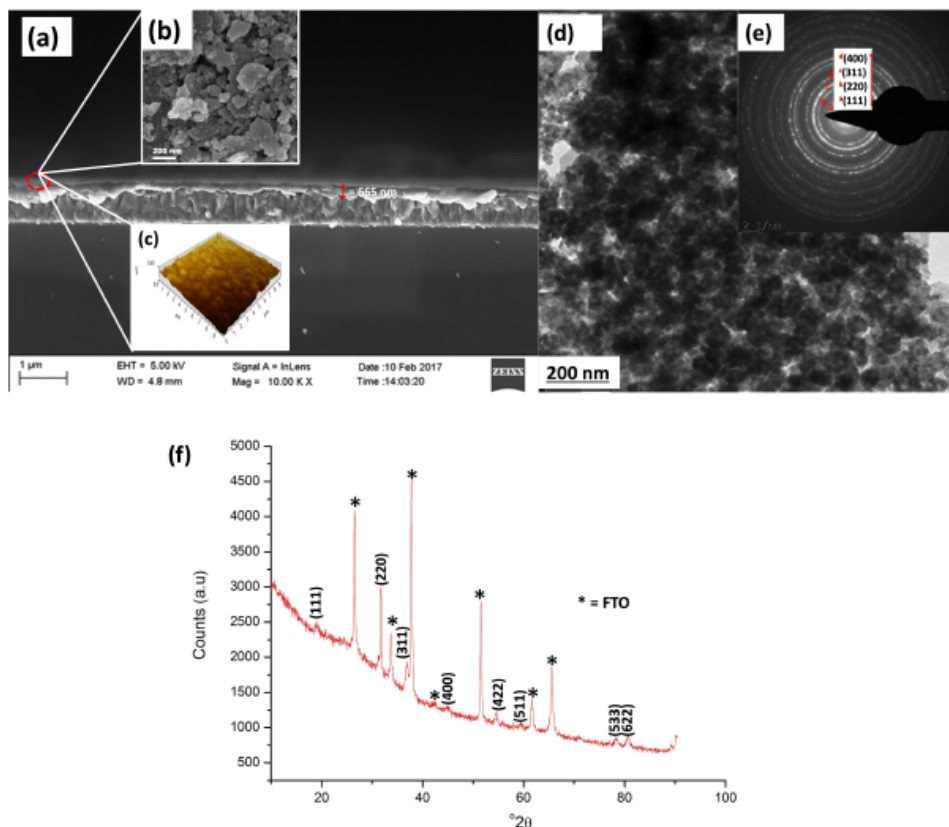 (a)
(b)
200 nm
≈ 665 nm
(c)
1 µm
EHT = 5.00 kV
WD = 4.8 mm
Signal A = InLens
Mag = 10.00 K X
Date :10 Feb 2017
Time :14:03:20
ZEISS
(d)
200 nm
(e)
(400)
(311)
(220)
(111)
(f)
Counts (a.u)
5000
4500
4000
3500
3000
2500
2000
1500
1000
500
(111)
*
(220)
*
(311)
*
*
(400)
*
(422)
(511)
*
*
(533)
(622)
* = FTO
20
40
60
80
100
°2θ